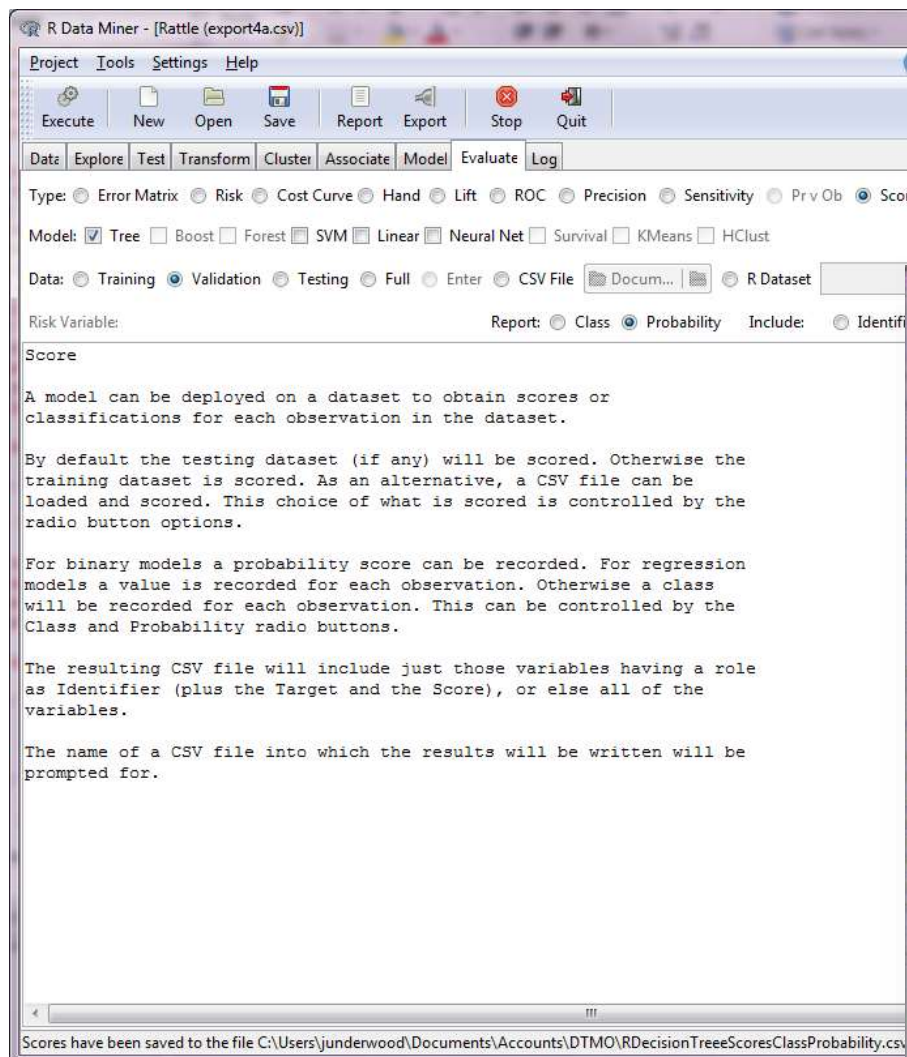 R Data Miner - [Rattle (export4a.csv)]
Project Tools Settings Help
Execute New Open Save Report Export Stop Quit
Data Explore Test Transform Cluster Associate Model Evaluate Log
Type: Error Matrix Risk Cost Curve Hand Lift ROC Precision Sensitivity Pr v Ob Scor
Model: Tree Boost Forest SVM Linear Neural Net Survival KMeans HClust
Data: Training Validation Testing Full Enter CSV File Docum... R Dataset
Risk Variable: Report: Class Probability Include: Identifi
Score
A model can be deployed on a dataset to obtain scores or
classifications for each observation in the dataset.
By default the testing dataset (if any) will be scored. Otherwise the
training dataset is scored. As an alternative, a CSV file can be
loaded and scored. This choice of what is scored is controlled by the
radio button options.
For binary models a probability score can be recorded. For regression
models a value is recorded for each observation. Otherwise a class
will be recorded for each observation. This can be controlled by the
Class and Probability radio buttons.
The resulting CSV file will include just those variables having a role
as Identifier (plus the Target and the Score), or else all of the
variables.
The name of a CSV file into which the results will be written will be
prompted for.
Scores have been saved to the file C:\Users\junderwood\Documents\Accounts\DTMO\RDecisionTreeeScoresClassProbability.csv